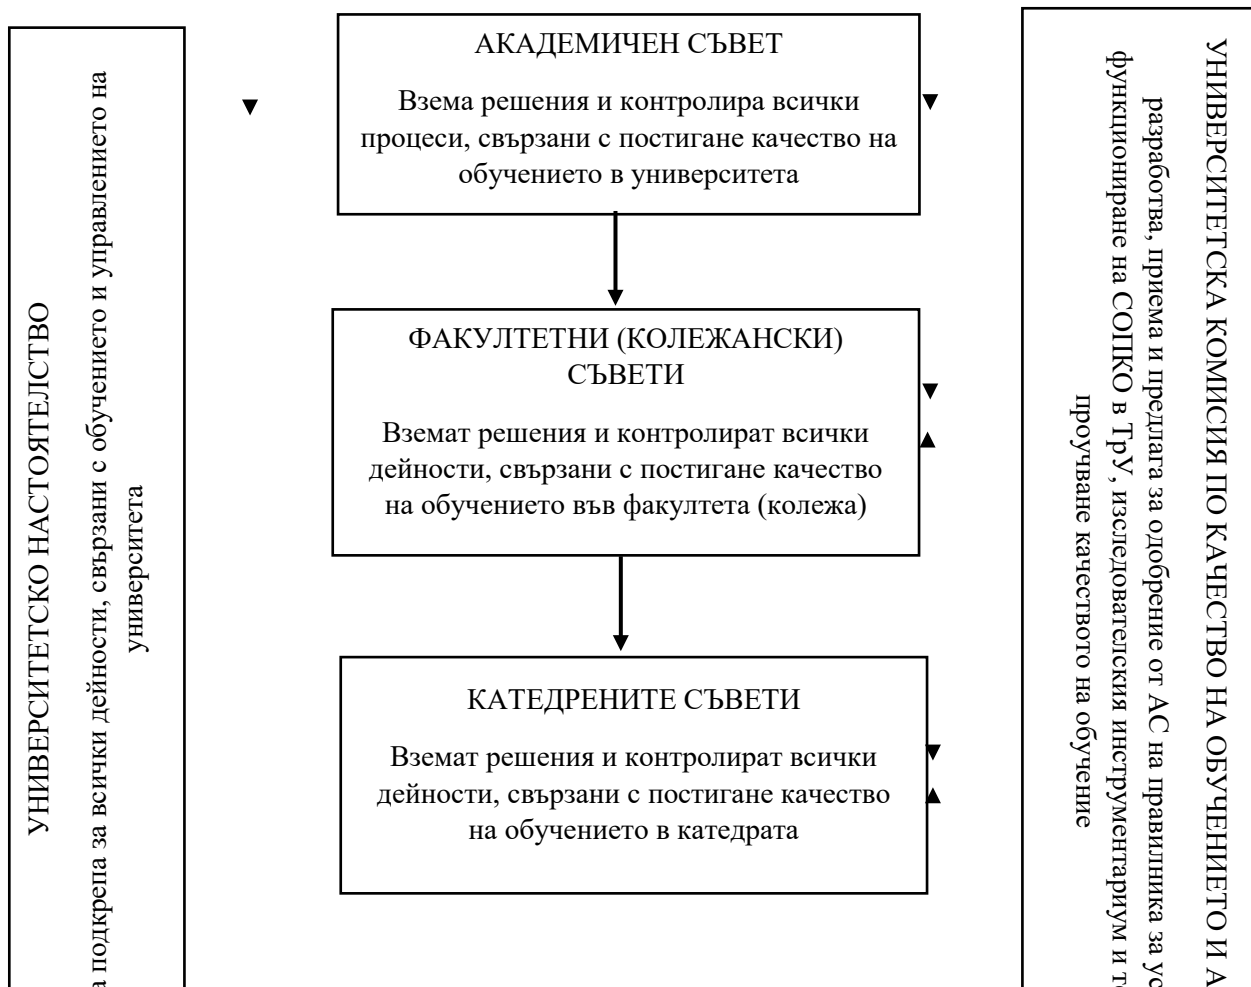 УНИВЕРСИТЕТСКО НАСТОЯТЕЛСТВО
подкрепа за всички дейности, свързани с обучението и управлението на
университета
АКАДЕМИЧЕН СЪВЕТ
Взема решения и контролира всички
процеси, свързани с постигане качество на
обучението в университета
ФАКУЛТЕТНИ (КОЛЕЖАНСКИ)
СЪВЕТИ
Вземат решения и контролират всички
дейности, свързани с постигане качество
на обучението във факултета (колежа)
КАТЕДРЕНИТЕ СЪВЕТИ
Вземат решения и контролират всички
дейности, свързани с постигане качество
на обучението в катедрата
УНИВЕРСИТЕТСКА КОМИСИЯ ПО КАЧЕСТВО НА ОБУЧЕНИЕТО И
разработва, приема и предлага за одобрение от АС на правилника за
функциониране на СОПКО в ТрУ, изследователския инструментариум и
проучване качеството на обучение